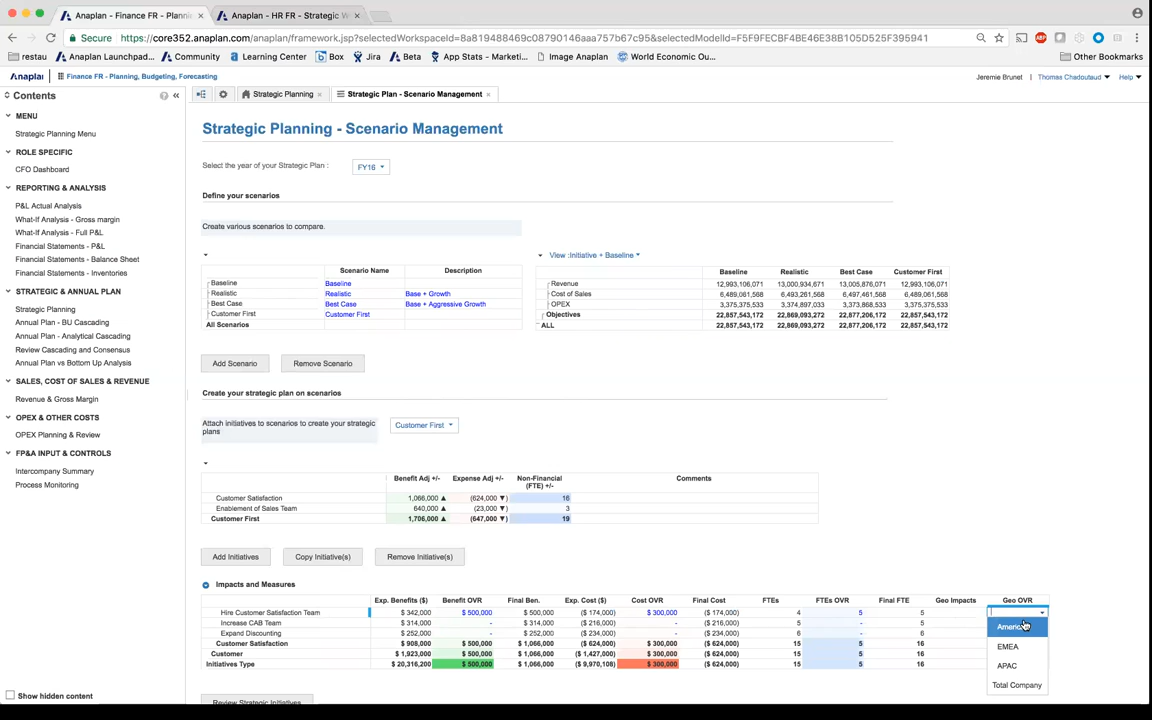 Anaplan - Finance FR - Plannin
Anaplan - HR FR - Strategic W
Secure https://core352.anaplan.com/anaplan/framework.jsp?selectedWorkspaceId=8a819488469c08790146aaa757b67c95&selectedModelId=F5F9FECBF4BE46E38B105D35F395941
restau Anaplan Launchpad... Community Learning Center Box Jira Beta App Stats - Marketi... Image Anaplan World Economic Ou... Other Bookmarks
Anaplan Finance FR - Planning, Budgeting, Forecasting Jeremie Brunet Thomas Chadoutaud Help
Contents
Strategic Planning Strategic Plan - Scenario Management
MENU
Strategic Planning Menu
ROLE SPECIFIC
CFO Dashboard
REPORTING & ANALYSIS
P&L Actual Analysis
What-If Analysis - Gross margin
What-If Analysis - Full P&L
Financial Statements - P&L
Financial Statements - Balance Sheet
Financial Statements - Inventories
STRATEGIC & ANNUAL PLAN
Strategic Planning
Annual Plan - BU Cascading
Annual Plan - Analytical Cascading
Review Cascading and Consensus
Annual Plan vs Bottom Up Analysis
SALES, COST OF SALES & REVENUE
Revenue & Gross Margin
OPEX & OTHER COSTS
OPEX Planning & Review
FP&A INPUT & CONTROLS
Intercompany Summary
Process Monitoring
Show hidden content
Strategic Planning - Scenario Management
Select the year of your Strategic Plan : FY16
Define your scenarios
Create various scenarios to compare.
Scenario Name Description
Baseline Baseline
Realistic Realistic Base + Growth
Best Case Best Case Base + Aggressive Growth
Customer First Customer First
All Scenarios
View :Initiative + Baseline
Baseline Realistic Best Case Customer First
Revenue 12,993,106,071 13,000,934,671 13,005,876,071 12,993,106,071
Cost of Sales 6,489,061,568 6,493,261,568 6,497,461,568 6,489,061,568
OPEX 3,375,375,533 3,374,897,033 3,373,868,533 3,375,375,533
Objectives 22,857,543,172 22,869,093,272 22,877,206,172 22,857,543,172
ALL 22,857,543,172 22,869,093,272 22,877,206,172 22,857,543,172
Add Scenario Remove Scenario
Create your strategic plan on scenarios
Attach initiatives to scenarios to create your strategic
plans
Customer First
Benefit Adj +/- Expense Adj +/- Non-Financial (FTE) +/- Comments
Customer Satisfaction 1,066,000 ▲ (624,000 ▼) 16
Enablement of Sales Team 640,000 ▲ (23,000 ▼) 3
Customer First 1,706,000 ▲ (647,000 ▼) 19
Add Initiatives Copy Initiative(s) Remove Initiative(s)
Impacts and Measures
Exp. Benefits ($) Benefit OVR Final Ben. Exp. Cost ($) Cost OVR Final Cost FTEs FTEs OVR Final FTE Geo Impacts Geo OVR
Hire Customer Satisfaction Team $ 342,000 $ 500,000 $ 500,000 ($ 174,000) $ 300,000 ($ 174,000) 4 5 5
Increase CAB Team $ 314,000 - $ 314,000 ($ 216,000) - ($ 216,000) 5 - 5
Expand Discounting $ 252,000 - $ 252,000 ($ 234,000) - ($ 234,000) 6 - 6
Customer Satisfaction $ 908,000 $ 500,000 $ 1,066,000 ($ 624,000) $ 300,000 ($ 624,000) 15 5 16
Customer $ 1,923,000 $ 500,000 $ 1,066,000 ($ 1,427,000) $ 300,000 ($ 624,000) 15 5 16
Initiatives Type $ 20,316,200 $ 500,000 $ 1,066,000 ($ 9,970,108) $ 300,000 ($ 624,000) 15 5 16
EMEA
APAC
Total Company
Review Strategic Initiatives